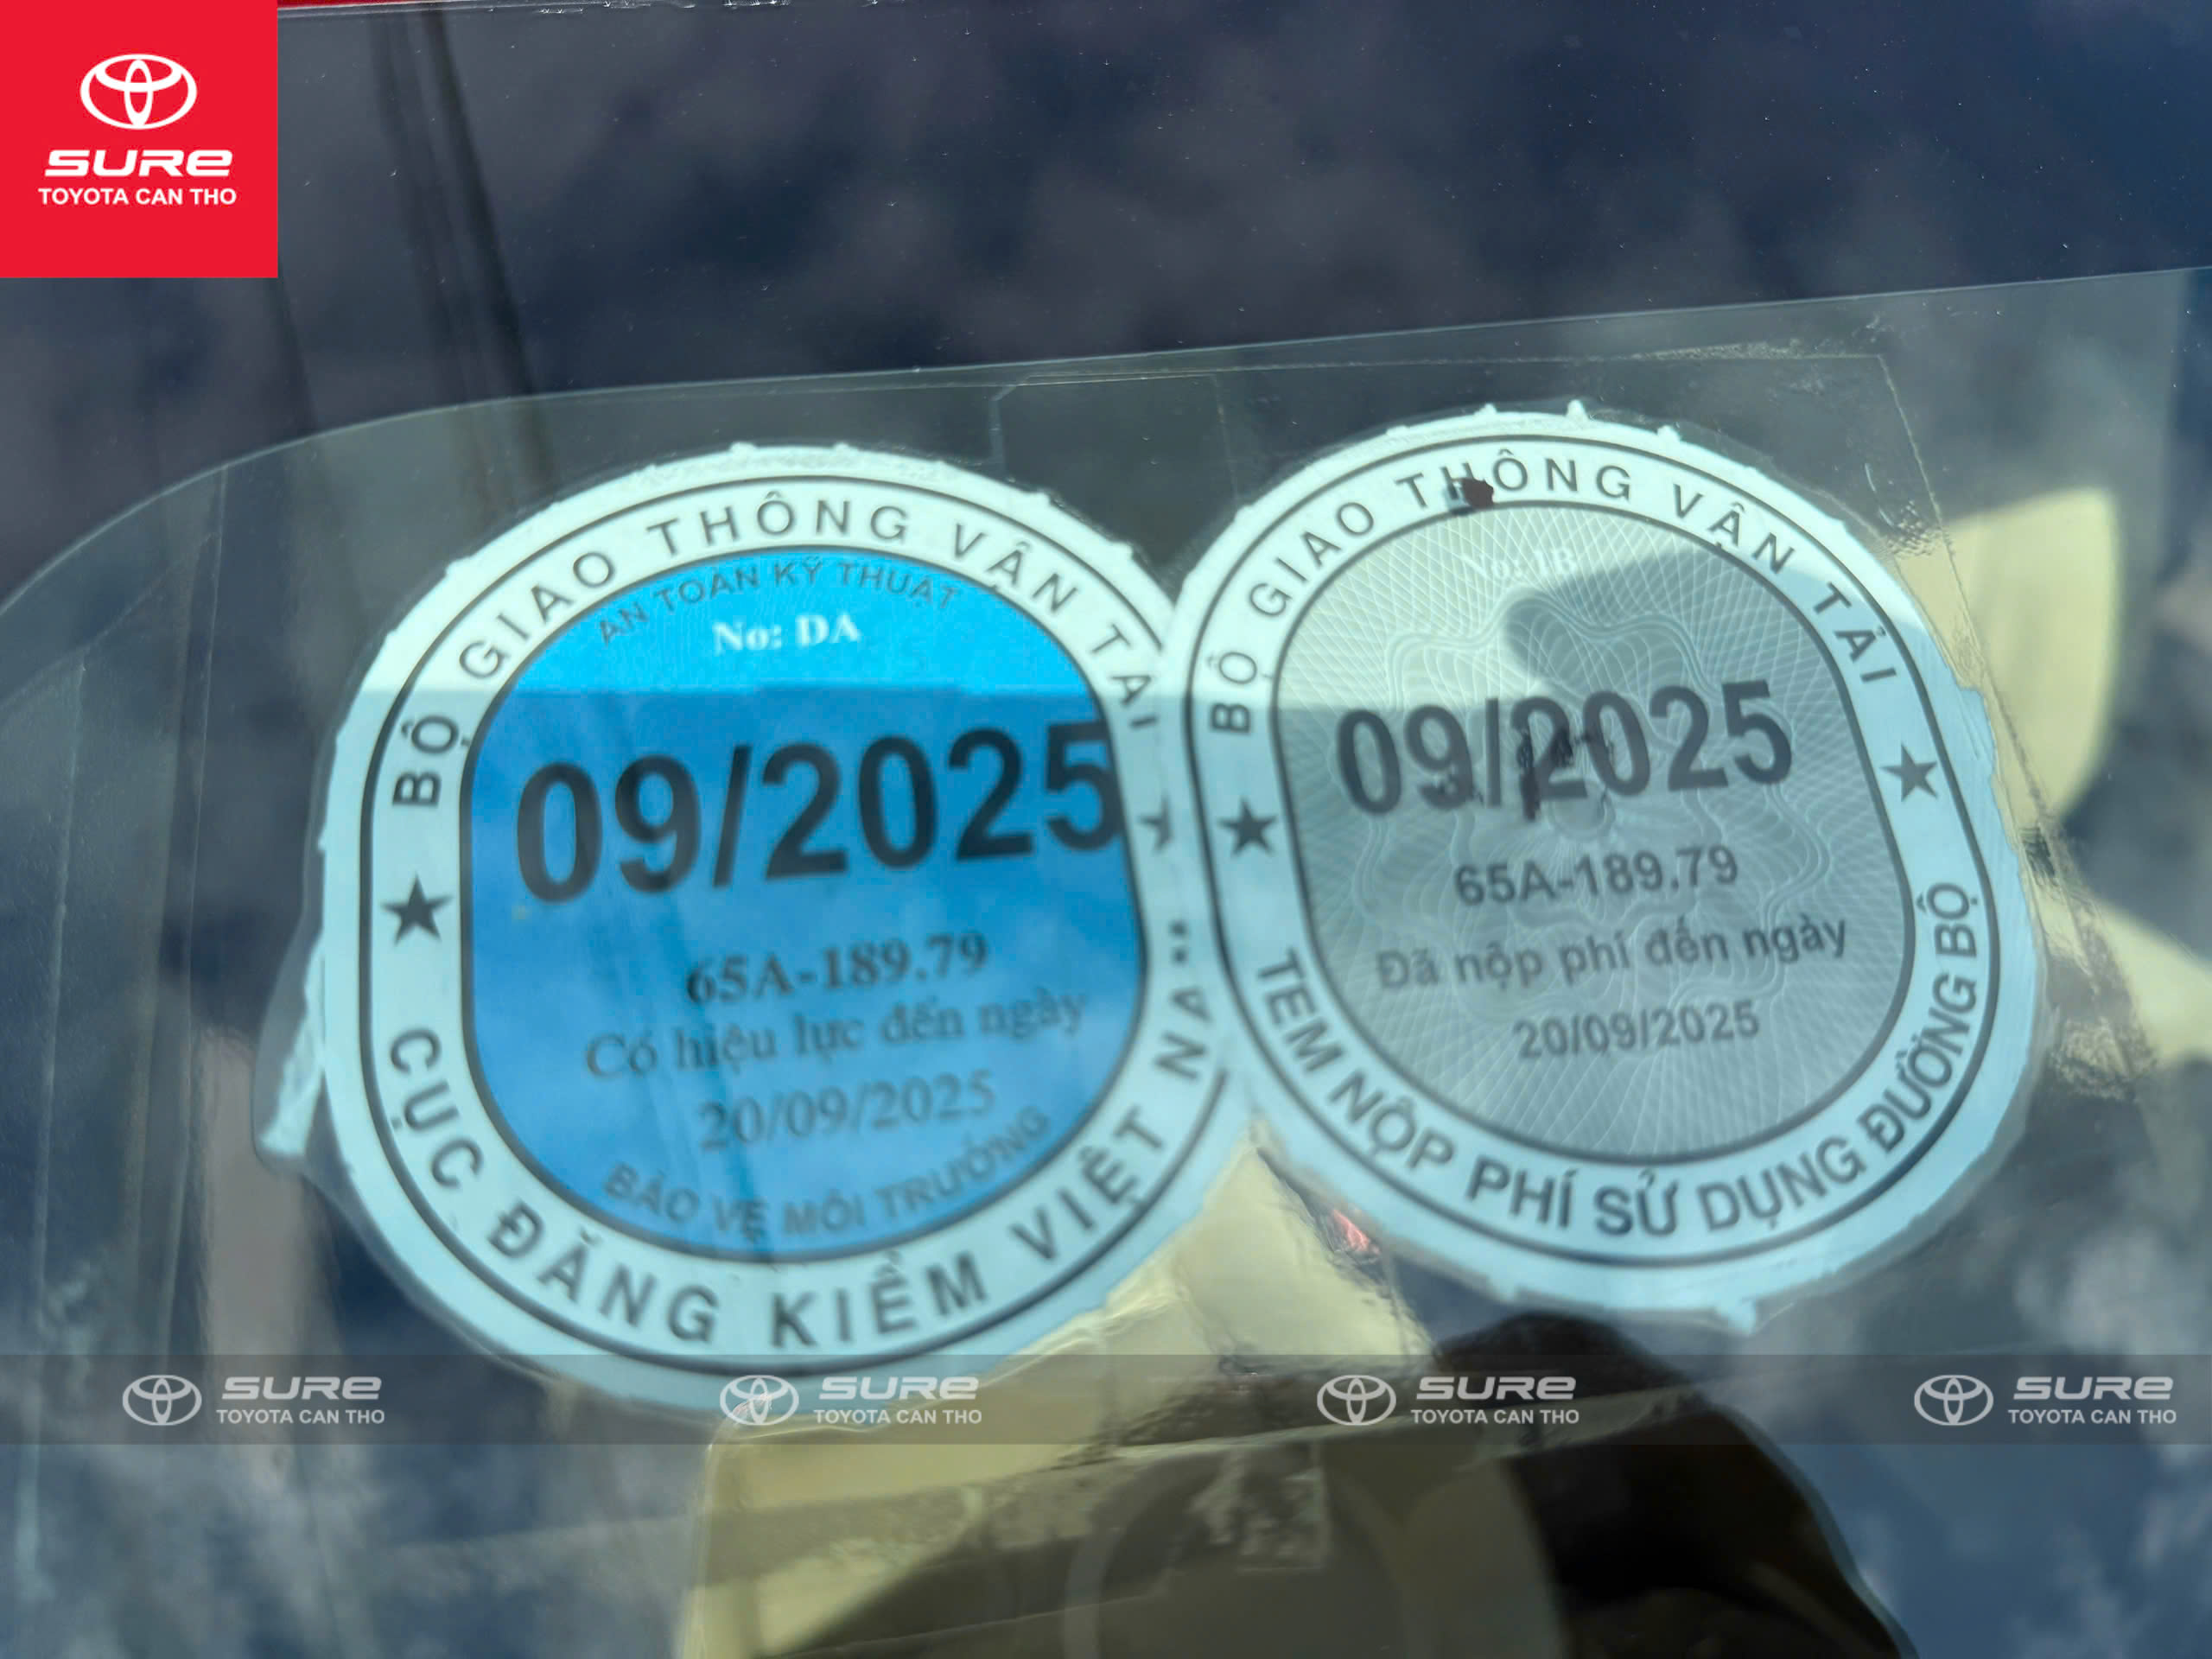 SURE
TOYOTA CAN THO
BỘ GIAO THÔNG VẬN TẢI
AN TOÀN KỸ THUẬT
No: DA
09/2025
65A-189.79
Có hiệu lực đến ngày
20/09/2025
BẢO VỆ MÔI TRƯỜNG
CỤC ĐĂNG KIỂM VIỆT NA
BỘ GIAO THÔNG VẬN TẢI
No: IB
09/2025
65A-189.79
Đã nộp phí đến ngày
20/09/2025
TEM NỘP PHÍ SỬ DỤNG ĐƯỜNG BỘ
SURE
TOYOTA CAN THO
SURE
TOYOTA CAN THO
SURE
TOYOTA CAN THO
SURE
TOYOTA CAN THO